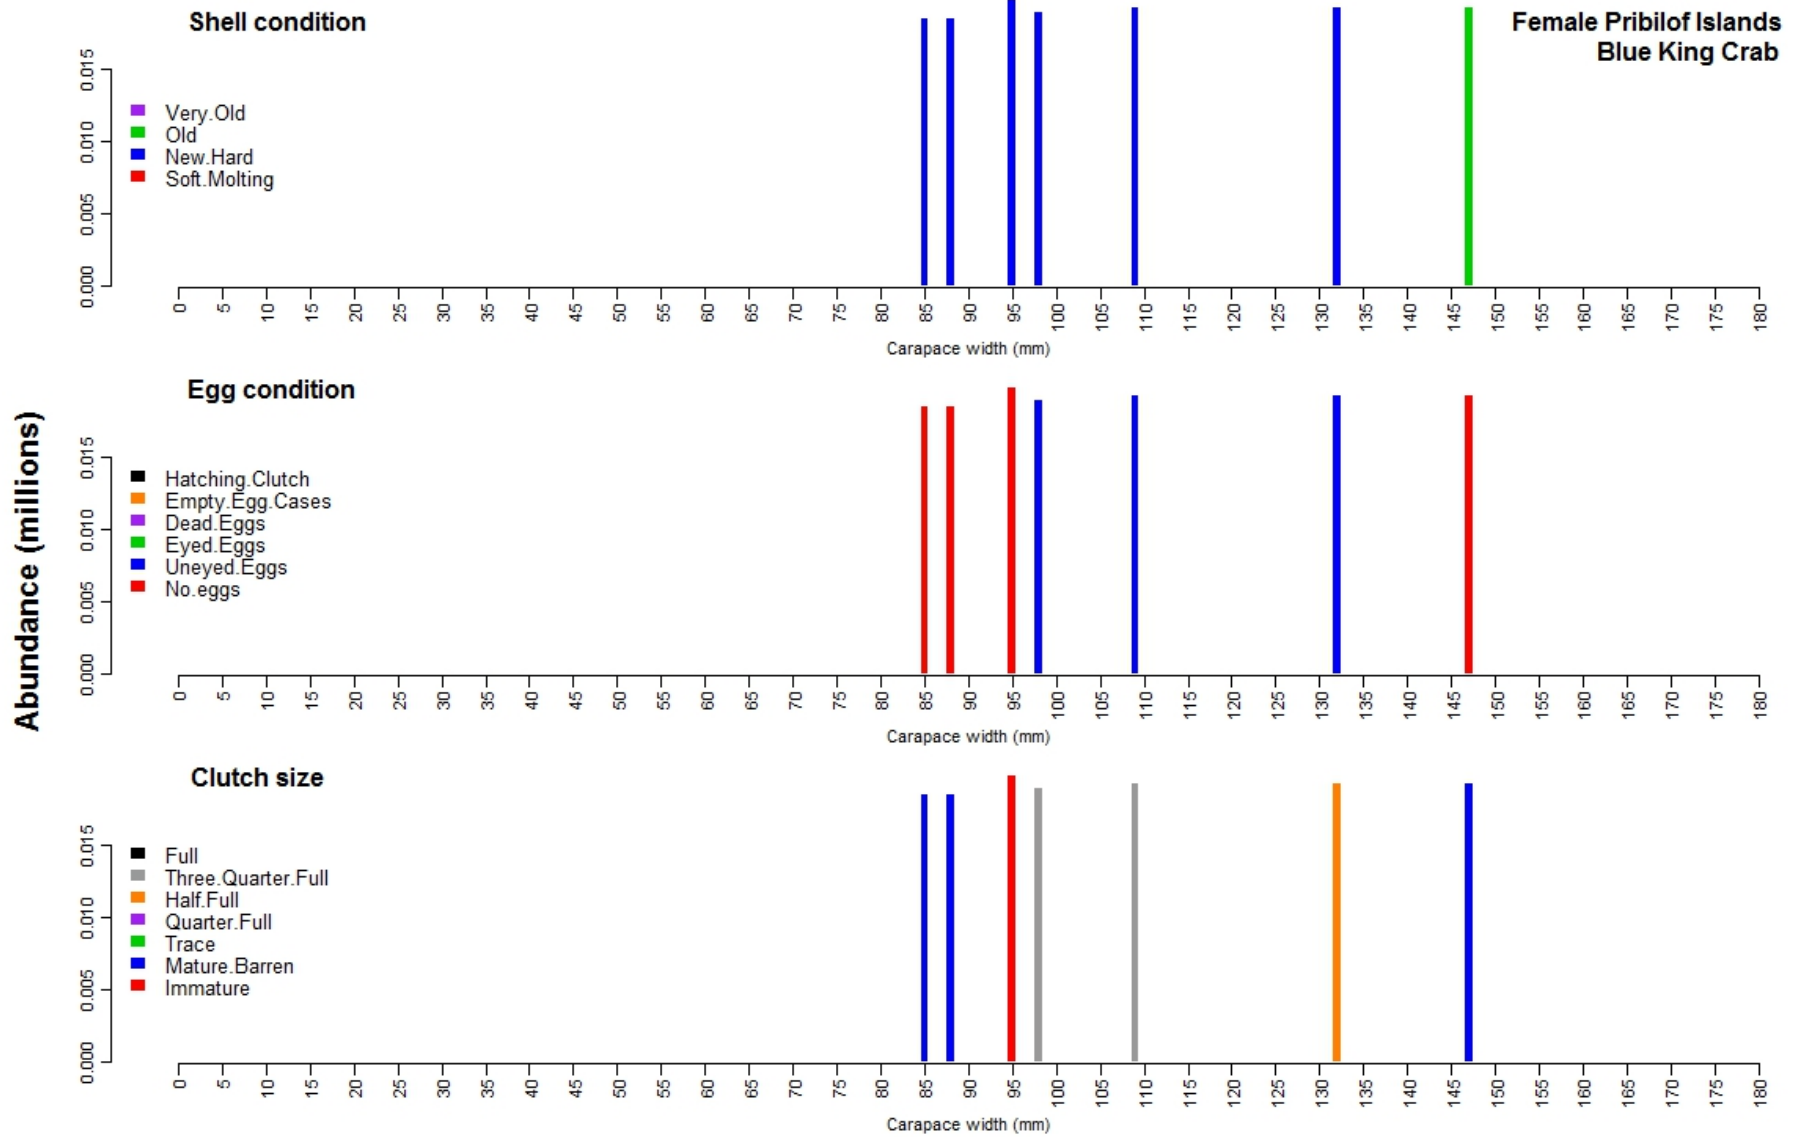 Shell condition
Female Pribilof Islands
Blue King Crab
0.015
0.010
0.005
0.000
Very.Old
Old
New.Hard
Soft.Molting
0 5 10 15 20 25 30 35 40 45 50 55 60 65 70 75 80 85 90 95 100 105 110 115 120 125 130 135 140 145 150 155 160 165 170 175 180
Carapace width (mm)
Abundance (millions)
Egg condition
0.015
0.010
0.005
0.000
Hatching.Clutch
Empty.Egg.Cases
Dead.Eggs
Eyed.Eggs
Uneyed.Eggs
No.eggs
0 5 10 15 20 25 30 35 40 45 50 55 60 65 70 75 80 85 90 95 100 105 110 115 120 125 130 135 140 145 150 155 160 165 170 175 180
Carapace width (mm)
Clutch size
0.015
0.010
0.005
0.000
Full
Three.Quarter.Full
Half.Full
Quarter.Full
Trace
Mature.Barren
Immature
0 5 10 15 20 25 30 35 40 45 50 55 60 65 70 75 80 85 90 95 100 105 110 115 120 125 130 135 140 145 150 155 160 165 170 175 180
Carapace width (mm)